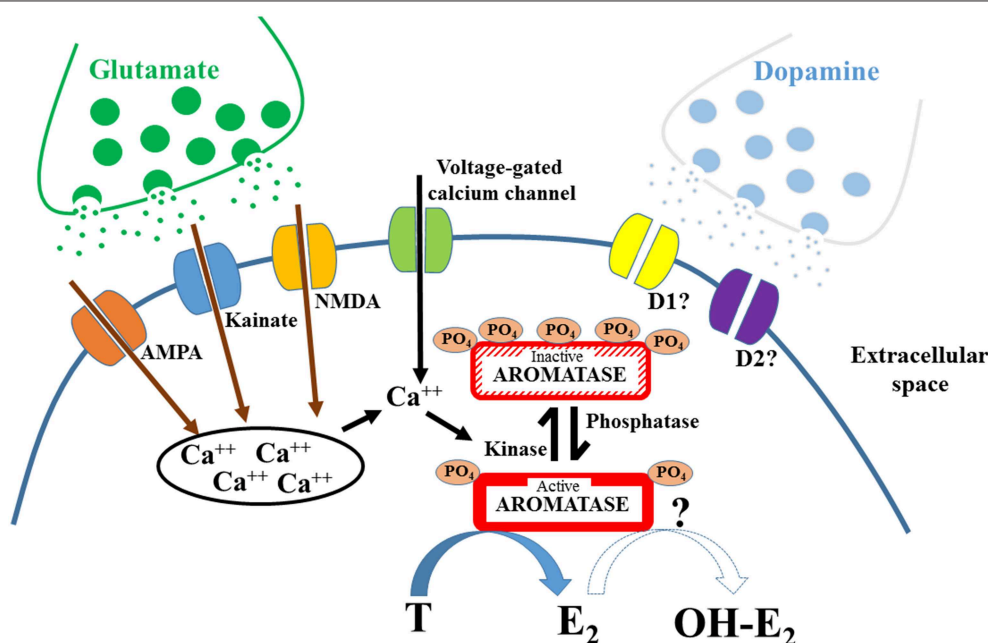 Glutamate
Dopamine
Voltage-gated
calcium channel
NMDA
Kainate
AMPA
D1?
D2?
Extracellular
space
PO4
PO4
PO4
PO4
PO4
Inactive
AROMATASE
Ca++
Kinase
Phosphatase
Ca++ Ca++
Ca++ Ca++
PO4
PO4
Active
AROMATASE
?
T
E2
OH-E2